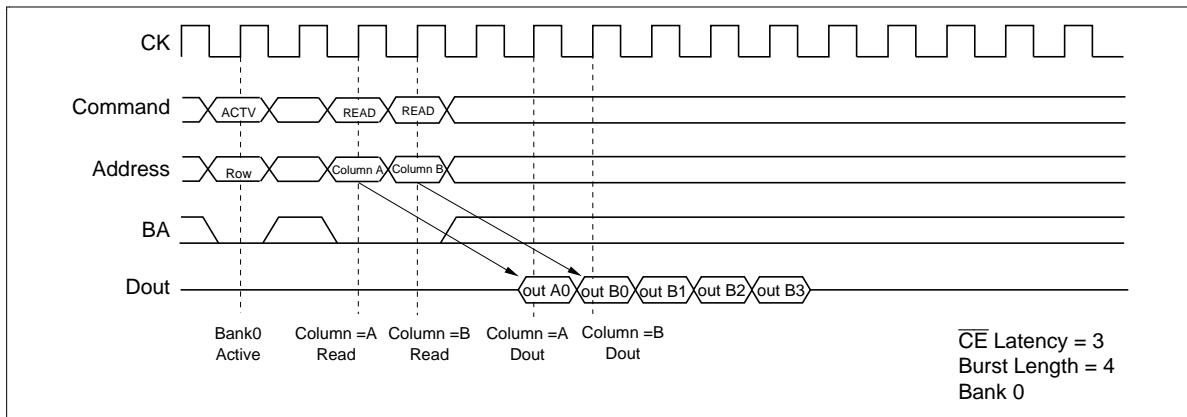 CK
Command
ACTV
READ
READ
Address
Row
Column A
Column B
BA
Dout
out A0
out B0
out B1
out B2
out B3
Bank0
Active
Column =A
Read
Column =B
Read
Column =A
Dout
Column =B
Dout
C̅E̅ Latency = 3
Burst Length = 4
Bank 0